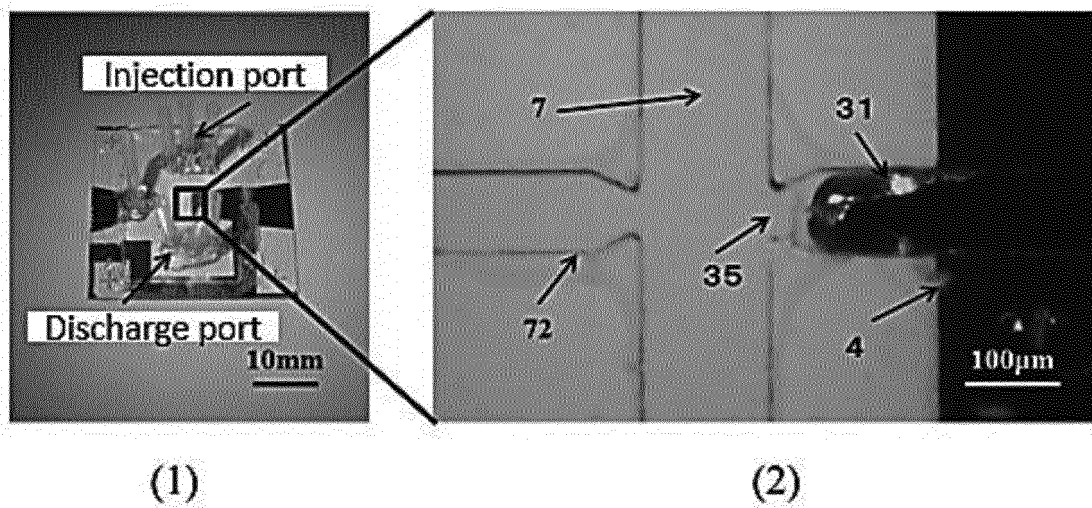 Injection port
Discharge port
10mm
7
31
35
72
4
100μm
(1)
(2)